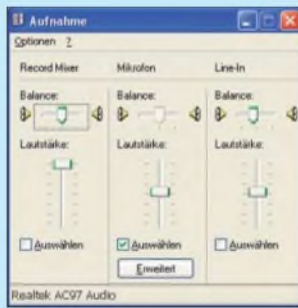 Aufnahme
Optionen ?
Record Mixer Mikrofon Line-In
Balance: Balance: Balance:
Lautstärke: Lautstärke: Lautstärke:
Auswählen Auswählen Auswählen
Erweitert
Realtek AC97 Audio